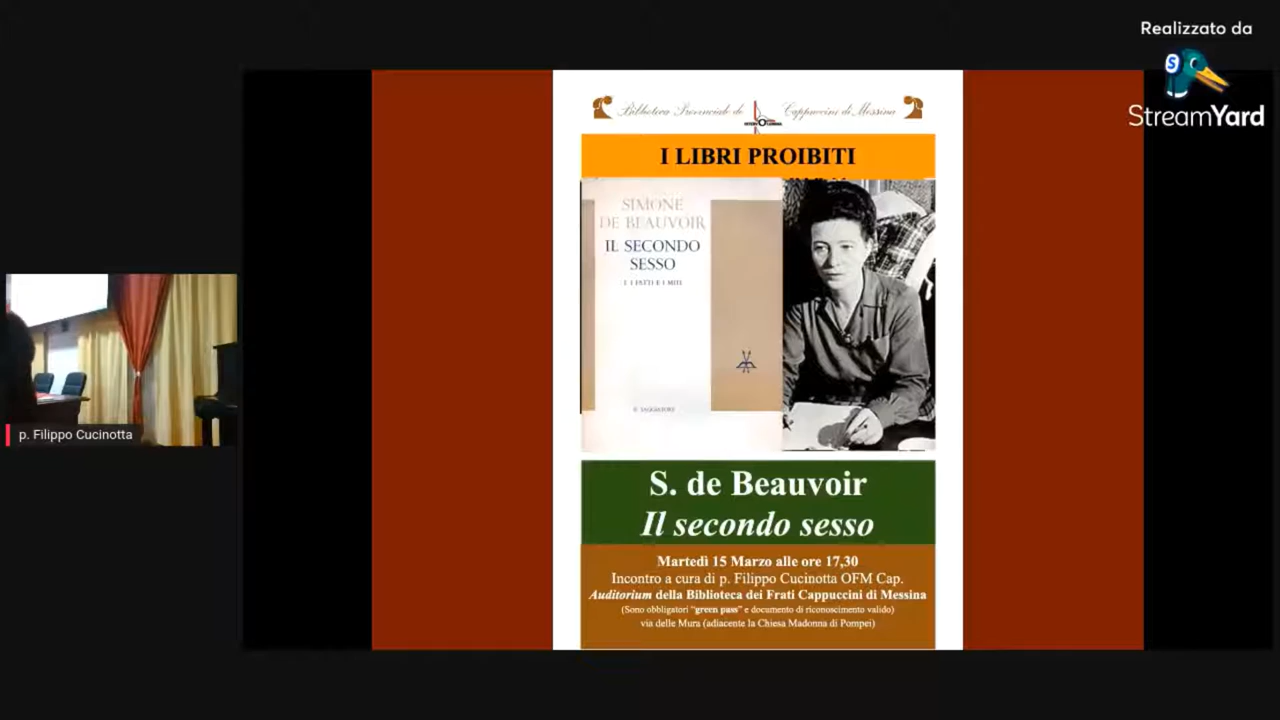 Realizzato da
StreamYard
Biblioteca Provinciale de Cappuccini di Messina
I LIBRI PROIBITI
SIMONE
DE BEAUVOIR
IL SECONDO
SESSO
I. I FATTI E I MITI
IL SAGGIATORE
S. de Beauvoir
Il secondo sesso
Martedì 15 Marzo alle ore 17,30
Incontro a cura di p. Filippo Cucinotta OFM Cap.
Auditorium della Biblioteca dei Frati Cappuccini di Messina
(Sono obbligatori “green pass” e documento di riconoscimento valido)
via delle Mura (adiacente la Chiesa Madonna di Pompei)
p. Filippo Cucinotta